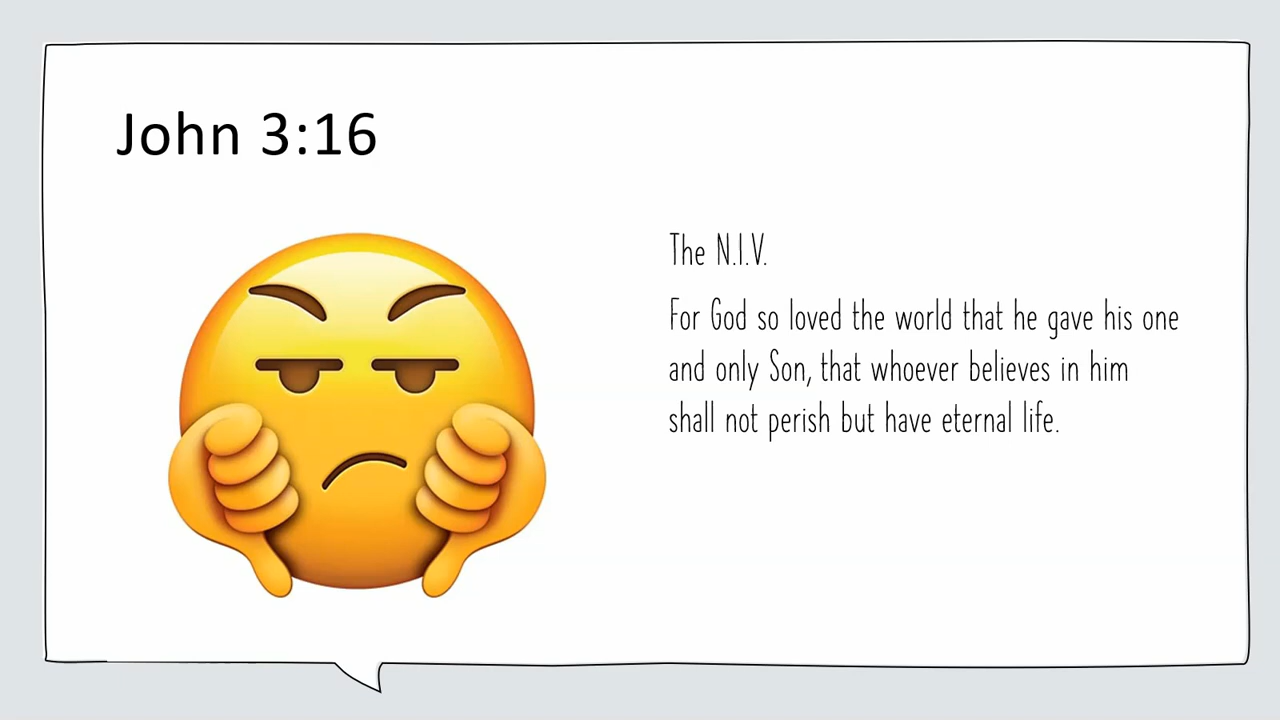 John 3:16
The N.I.V.
For God so loved the world that he gave his one
and only Son, that whoever believes in him
shall not perish but have eternal life.